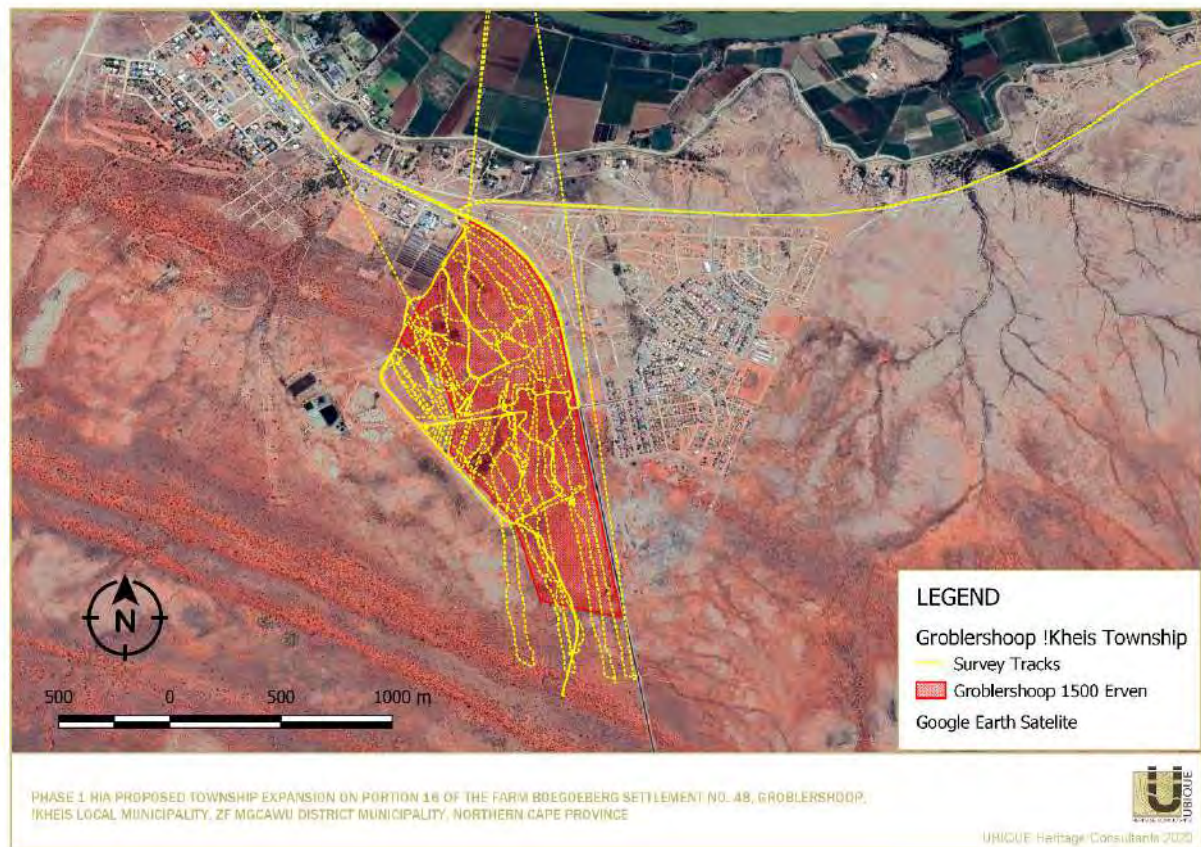 N
500 0 500 1000 m
LEGEND
Groblershoop !Kheis Township
Survey Tracks
Groblershoop 1500 Erven
Google Earth Satelite
PHASE 1 HIA PROPOSED TOWNSHIP EXPANSION ON PORTION 16 OF THE FARM BOEGOEBERG SETTLEMENT NO. 48, GROBLERSHOOP,
!KHEIS LOCAL MUNICIPALITY, ZF MGCAWU DISTRICT MUNICIPALITY, NORTHERN CAPE PROVINCE
U
UBIQUE
HERITAGE CONSULTANTS
UBIQUE Heritage Consultants 2020